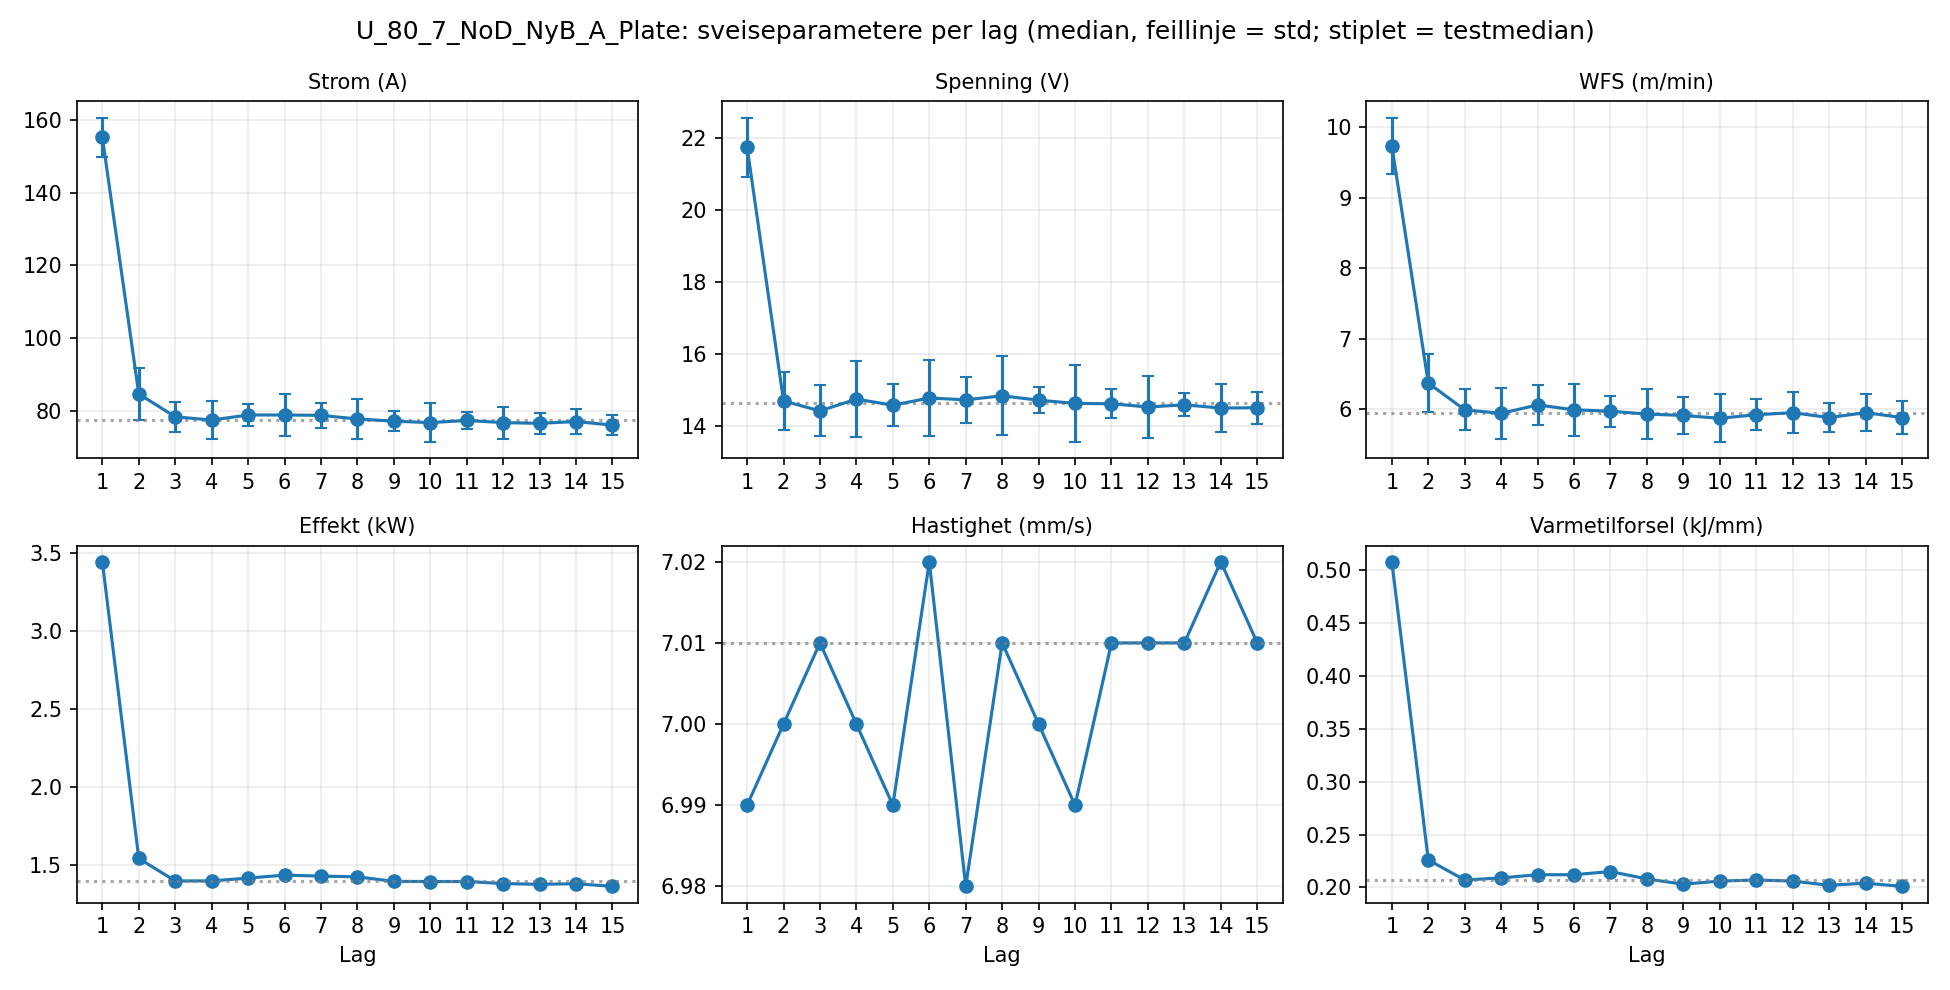 U_80_7_NoD_NyB_A_Plate: sveiseparametere per lag (median, feillinje = std; stiplet = testmedian)
Strom (A)
160
140
120
100
80
1 2 3 4 5 6 7 8 9 10 11 12 13 14 15
Spenning (V)
22
20
18
16
14
1 2 3 4 5 6 7 8 9 10 11 12 13 14 15
WFS (m/min)
10
9
8
7
6
1 2 3 4 5 6 7 8 9 10 11 12 13 14 15
Effekt (kW)
3.5
3.0
2.5
2.0
1.5
1 2 3 4 5 6 7 8 9 10 11 12 13 14 15
Lag
Hastighet (mm/s)
7.02
7.01
7.00
6.99
6.98
1 2 3 4 5 6 7 8 9 10 11 12 13 14 15
Lag
Varmetilforsel (kJ/mm)
0.50
0.45
0.40
0.35
0.30
0.25
0.20
1 2 3 4 5 6 7 8 9 10 11 12 13 14 15
Lag